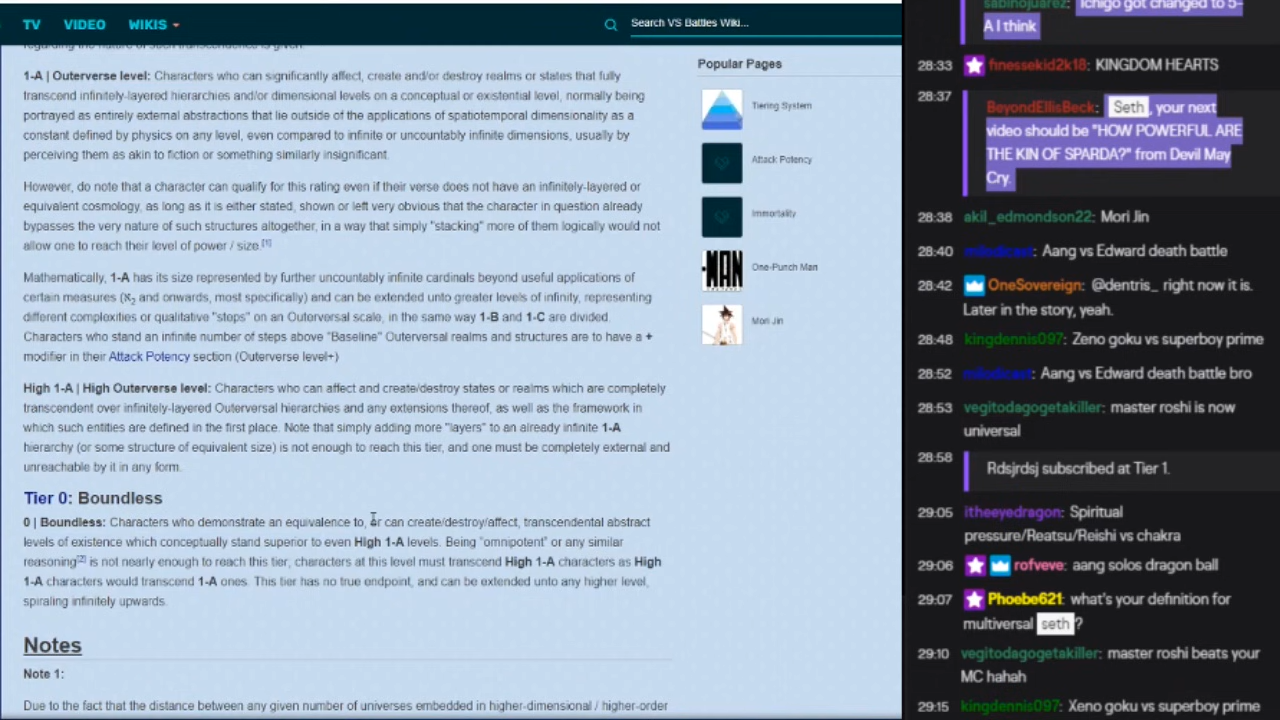 TV VIDEO WIKIS Search VS Battles Wiki...
regarding the nature of such transcendence is given.
1-A | Outerverse level: Characters who can significantly affect, create and/or destroy realms or states that fully
transcend infinitely-layered hierarchies and/or dimensional levels on a conceptual or existential level, normally being
portrayed as entirely external abstractions that lie outside of the applications of spatiotemporal dimensionality as a
constant defined by physics on any level, even compared to infinite or uncountably infinite dimensions, usually by
perceiving them as akin to fiction or something similarly insignificant.
However, do note that a character can qualify for this rating even if their verse does not have an infinitely-layered or
equivalent cosmology, as long as it is either stated, shown or left very obvious that the character in question already
bypasses the very nature of such structures altogether, in a way that simply "stacking" more of them logically would not
allow one to reach their level of power / size.[1]
Mathematically, 1-A has its size represented by further uncountably infinite cardinals beyond useful applications of
certain measures (ℵ2 and onwards, most specifically) and can be extended unto greater levels of infinity, representing
different complexities or qualitative "steps" on an Outerversal scale, in the same way 1-B and 1-C are divided.
Characters who stand an infinite number of steps above "Baseline" Outerversal realms and structures are to have a +
modifier in their Attack Potency section (Outerverse level+)
High 1-A | High Outerverse level: Characters who can affect and create/destroy states or realms which are completely
transcendent over infinitely-layered Outerversal hierarchies and any extensions thereof, as well as the framework in
which such entities are defined in the first place. Note that simply adding more "layers" to an already infinite 1-A
hierarchy (or some structure of equivalent size) is not enough to reach this tier, and one must be completely external and
unreachable by it in any form.
Tier 0: Boundless
0 | Boundless: Characters who demonstrate an equivalence to, or can create/destroy/affect, transcendental abstract
levels of existence which conceptually stand superior to even High 1-A levels. Being "omnipotent" or any similar
reasoning[2] is not nearly enough to reach this tier; characters at this level must transcend High 1-A characters as High
1-A characters would transcend 1-A ones. This tier has no true endpoint, and can be extended unto any higher level,
spiraling infinitely upwards.
Notes
Note 1:
Due to the fact that the distance between any given number of universes embedded in higher-dimensional / higher-order
Popular Pages
Tiering System
Attack Potency
Immortality
MAN
One-Punch Man
Mori Jin
sabinojuarez: Ichigo got changed to 5-
A I think
28:33 finessekid2k18: KINGDOM HEARTS
28:37 BeyondEllisBeck: Seth, your next
video should be "HOW POWERFUL ARE
THE KIN OF SPARDA?" from Devil May
Cry.
28:38 akil_edmondson22: Mori Jin
28:40 Aang vs Edward death battle
28:42 OneSovereign: @dentris_ right now it is.
Later in the story, yeah.
28:48 kingdennis097: Zeno goku vs superboy prime
28:52 Aang vs Edward death battle bro
28:53 vegitodagogetakiller: master roshi is now
universal
28:58 Rdsjrdsj subscribed at Tier 1.
29:05 itheeyedragon: Spiritual
pressure/Reatsu/Reishi vs chakra
29:06 rofveve: aang solos dragon ball
29:07 Phoebe621: what's your definition for
multiversal seth ?
29:10 vegitodagogetakiller: master roshi beats your
MC hahah
29:15 kingdennis097: Xeno goku vs superboy prime